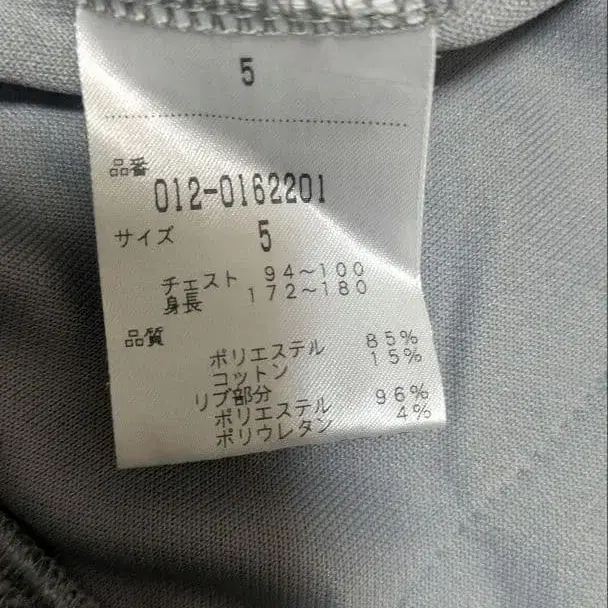 5
品番
012-0162201
サイズ 5
チェスト 94～100
身長 172～180
品質
ポリエステル 85%
コットン 15%
リブ部分
ポリエステル 96%
ポリウレタン 4%